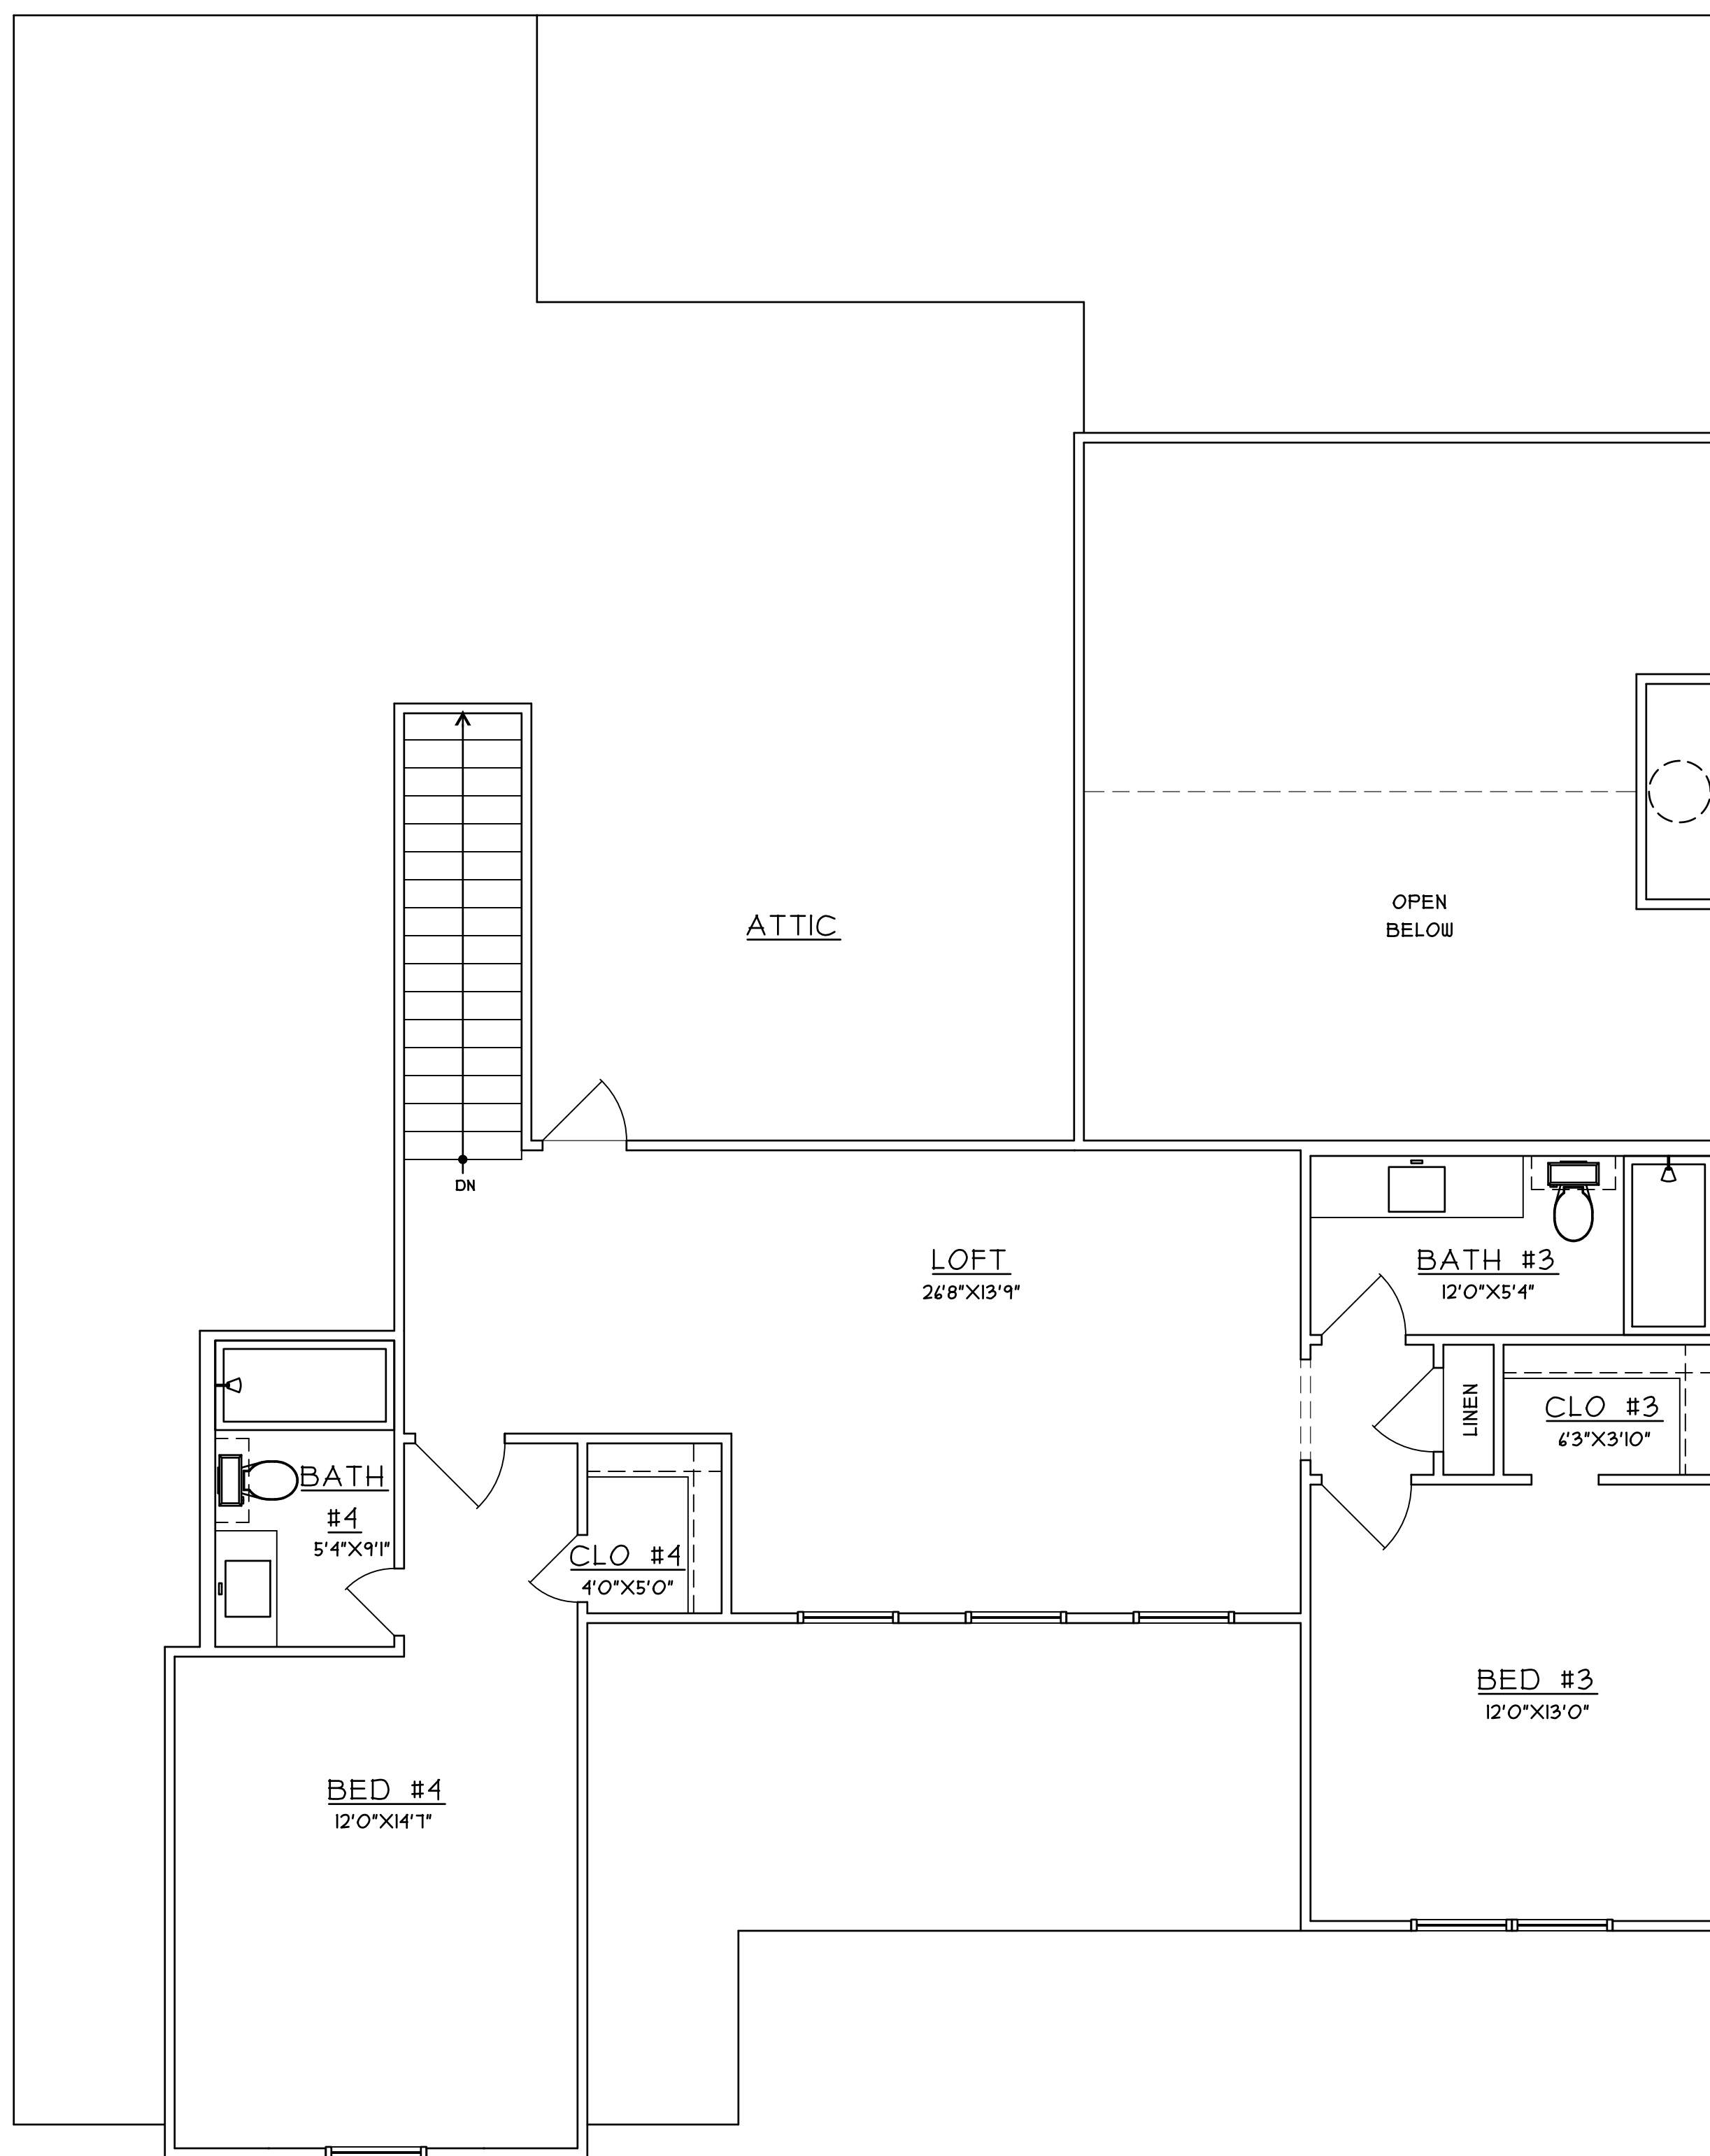 ATTIC
OPEN
BELOW
DN
LOFT
26'8"X13'9"
BATH #3
12'0"X5'4"
LINEN
CLO #3
6'3"X3'10"
BATH
#4
5'4"X9'1"
CLO #4
4'0"X5'0"
BED #3
12'0"X13'0"
BED #4
12'0"X14'7"